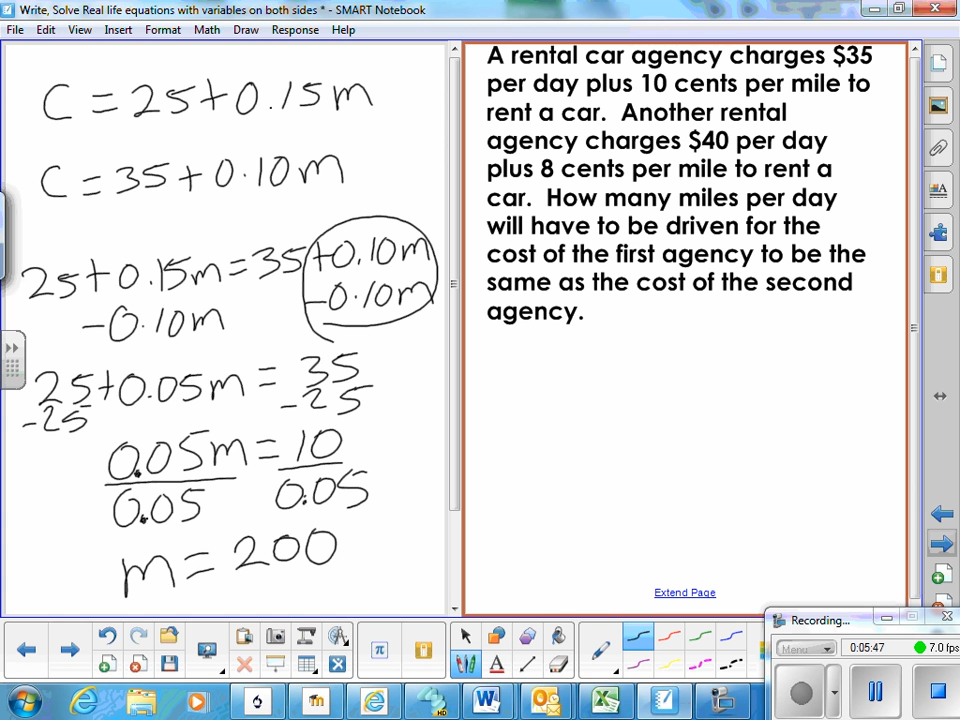 Write, Solve Real life equations with variables on both sides * - SMART Notebook
File Edit View Insert Format Math Draw Response Help
C = 25 + 0.15m
C = 35 + 0.10m
25 + 0.15m = 35 + 0.10m
-0.10m -0.10m
25 + 0.05m = 35
-25 -25
0.05m = 10
0.05 0.05
m = 200
A rental car agency charges $35
per day plus 10 cents per mile to
rent a car. Another rental
agency charges $40 per day
plus 8 cents per mile to rent a
car. How many miles per day
will have to be driven for the
cost of the first agency to be the
same as the cost of the second
agency.
Extend Page
Recording...
Menu 0:05:47 7.0 fps